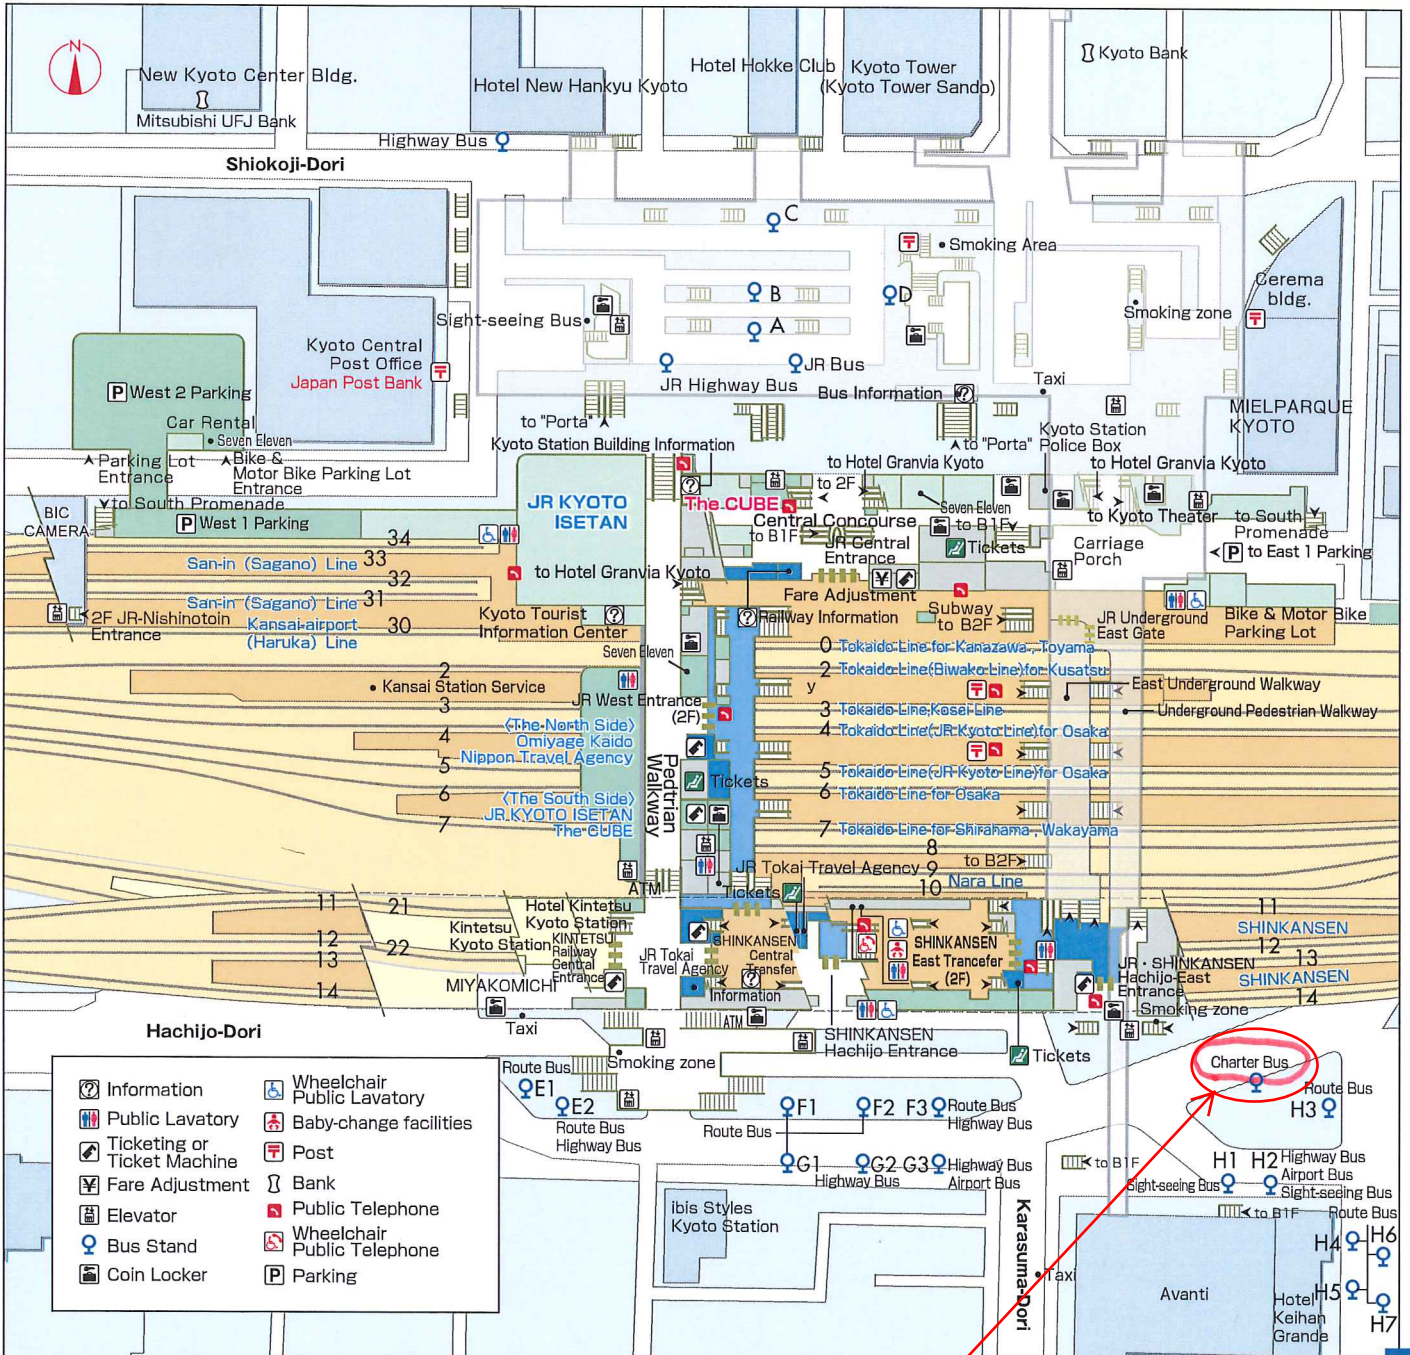 N
New Kyoto Center Bldg.
Mitsubishi UFJ Bank
Hotel New Hankyu Kyoto
Hotel Hokke Club
Kyoto Tower
(Kyoto Tower Sando)
Kyoto Bank
Highway Bus
Shiokoji-Dori
C
Smoking Area
B
D
A
Sight-seeing Bus
Cerema
bldg.
Smoking zone
Kyoto Central
Post Office
Japan Post Bank
JR Highway Bus
JR Bus
Bus Information
Taxi
P West 2 Parking
Car Rental
Seven Eleven
Parking Lot
Entrance
Bike &
Motor Bike Parking Lot
Entrance
to South Promenade
BIC
CAMERA
P West 1 Parking
to "Porta"
Kyoto Station Building Information
to "Porta"
Kyoto Station
Police Box
MIELPARQUE
KYOTO
to Hotel Granvia Kyoto
to Hotel Granvia Kyoto
JR KYOTO
ISETAN
The CUBE
to 2F
Seven Eleven
to Kyoto Theater
to South
Promenade
Central Concourse
to B1F
to B1F
JR Central
Entrance
Tickets
Carriage
Porch
P to East 1 Parking
34
San-in (Sagano) Line 33
32
San-in (Sagano) Line 31
Kansai-airport 30
(Haruka) Line
2F JR-Nishinotoin
Entrance
to Hotel Granvia Kyoto
Kyoto Tourist
Information Center
Fare Adjustment
Railway Information
Subway
to B2F
JR Underground
East Gate
Bike & Motor Bike
Parking Lot
Seven Eleven
0 Tokaido Line for Kanazawa, Toyama
2 Tokaido Line(Biwako Line)for Kusatsu
y
3 Tokaido Line,Kosei Line
4 Tokaido Line(JR Kyoto Line)for Osaka
5 Tokaido Line(JR Kyoto Line)for Osaka
6 Tokaido Line for Osaka
7 Tokaido Line for Shirahama, Wakayama
8
JR Tokai Travel Agency 9
to B2F
10 Nara Line
East Underground Walkway
Underground Pedestrian Walkway
2
Kansai Station Service
3
4
5
6
7
JR West Entrance
(2F)
〈The North Side〉
Omiyage Kaido
Nippon Travel Agency
〈The South Side〉
JR KYOTO ISETAN
The CUBE
Pedtrian
Walkway
Tickets
ATM
Tickets
11
21
12
22
13
14
Kintetsu
Kyoto Station
Hotel Kintetsu
Kyoto Station
KINTETSU
Railway
Central
Entrance
MIYAKOMICHI
JR Tokai
Travel Agency
SHINKANSEN
Central
Transfer
Information
SHINKANSEN
East Trancefer
(2F)
JR・SHINKANSEN
Hachijo-East
Entrance
Smoking zone
11
SHINKANSEN
12
13
SHINKANSEN
14
Hachijo-Dori
Taxi
Smoking zone
ATM
SHINKANSEN
Hachijo Entrance
Tickets
Charter Bus
Route Bus
H3
Route Bus
E1
E2
Route Bus
Highway Bus
F1
F2
F3
Route Bus
Highway Bus
Route Bus
G1
G2
G3
Highway Bus
Highway Bus
Airport Bus
to B1F
H1
H2
Highway Bus
Airport Bus
Sight-seeing Bus
Sight-seeing Bus
to B1F
Route Bus
H4
H6
H5
H7
ibis Styles
Kyoto Station
Karasuma-Dori
Taxi
Avanti
Hotel
Keihan
Grande
Information
Public Lavatory
Ticketing or
Ticket Machine
¥ Fare Adjustment
Elevator
Bus Stand
Coin Locker
Wheelchair
Public Lavatory
Baby-change facilities
Post
Bank
Public Telephone
Wheelchair
Public Telephone
P Parking